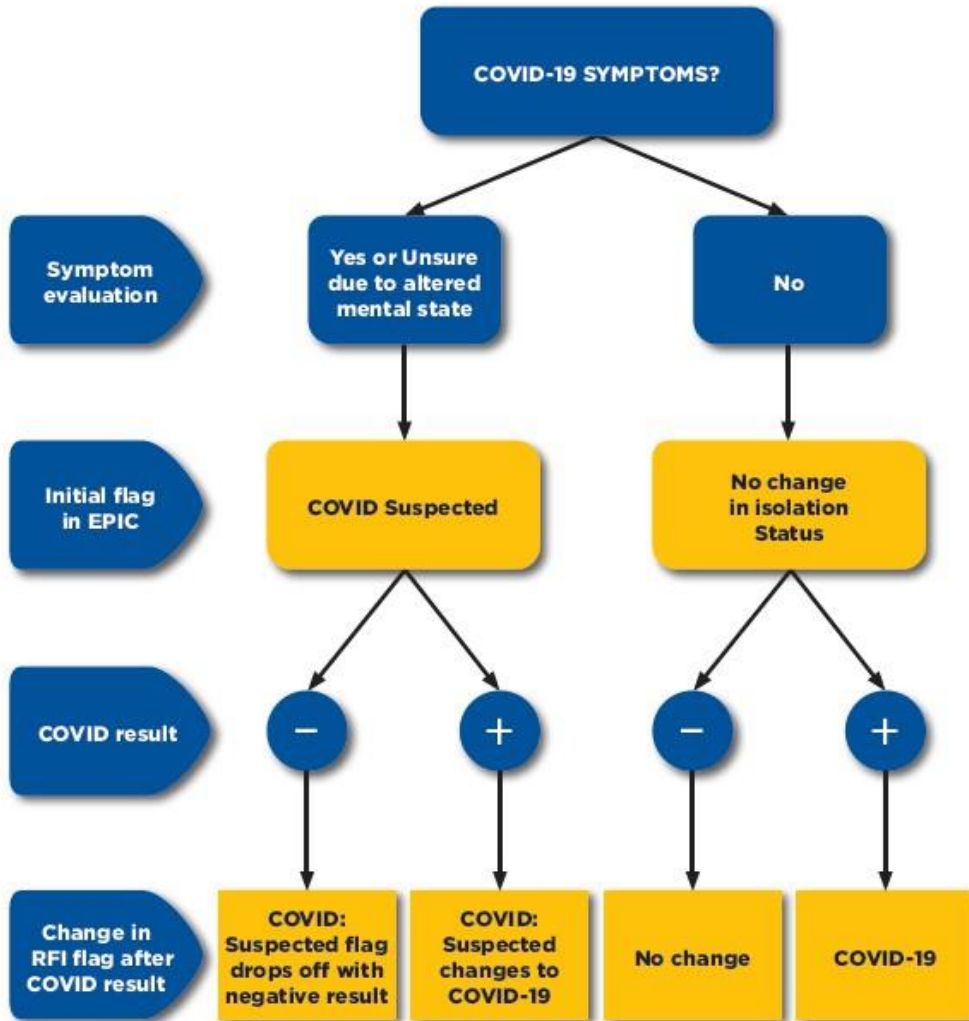 COVID-19 SYMPTOMS?
Symptom
evaluation
Yes or Unsure
due to altered
mental state
No
Initial flag
in EPIC
COVID Suspected
No change
in isolation
Status
COVID result
−
+
−
+
Change in
RFI flag after
COVID result
COVID:
Suspected flag
drops off with
negative result
COVID:
Suspected
changes to
COVID-19
No change
COVID-19